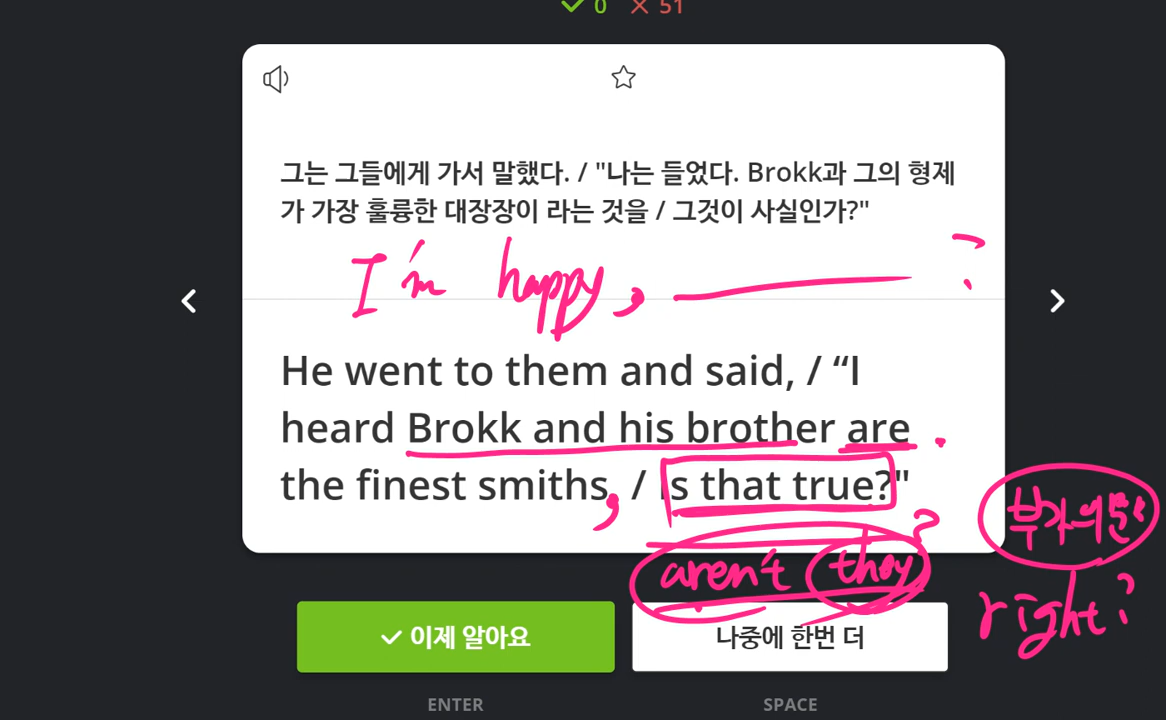 0 51
그는 그들에게 가서 말했다. / "나는 들었다. Brokk과 그의 형제
가 가장 훌륭한 대장장이 라는 것을 / 그것이 사실인가?"
I'm happy, ?
He went to them and said, / “I
heard Brokk and his brother are
the finest smiths, / is that true?"
부가의문문
aren't they?
right?
이제 알아요
나중에 한번 더
ENTER
SPACE